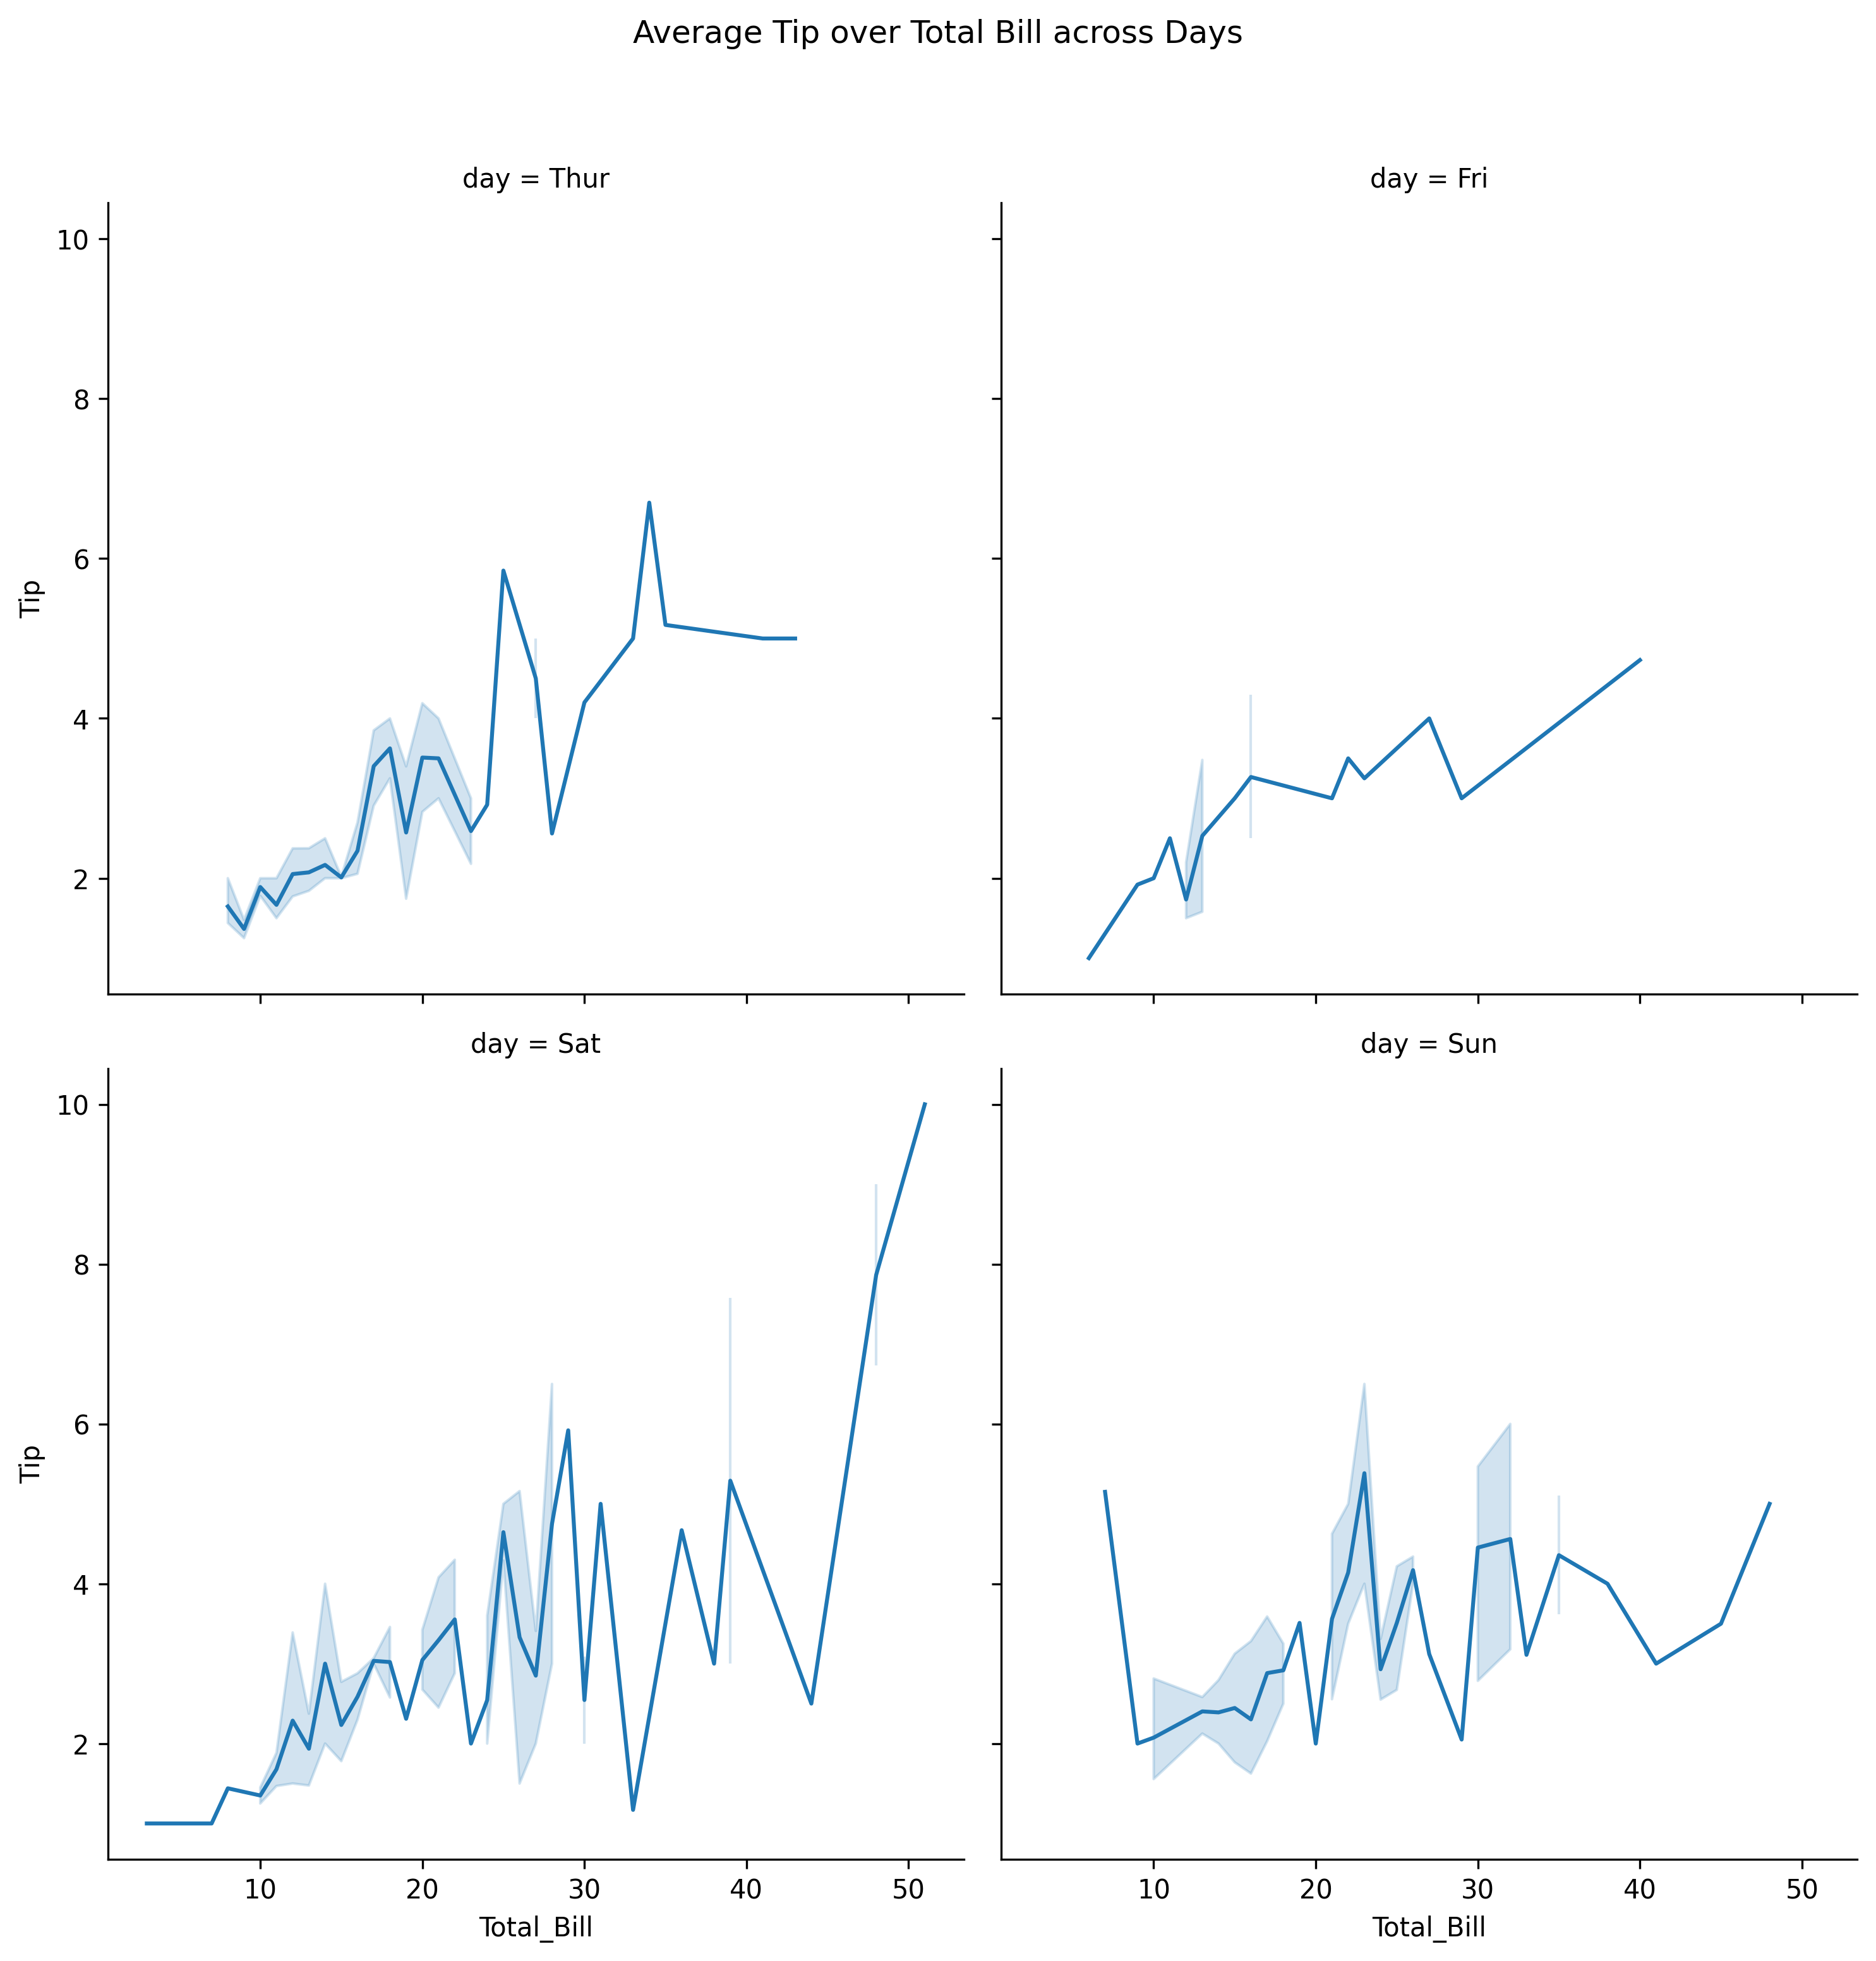 Average Tip over Total Bill across Days
day = Thur
day = Fri
10
8
6
4
2
Tip
day = Sat
day = Sun
10
8
6
4
2
Tip
10 20 30 40 50
10 20 30 40 50
Total_Bill
Total_Bill